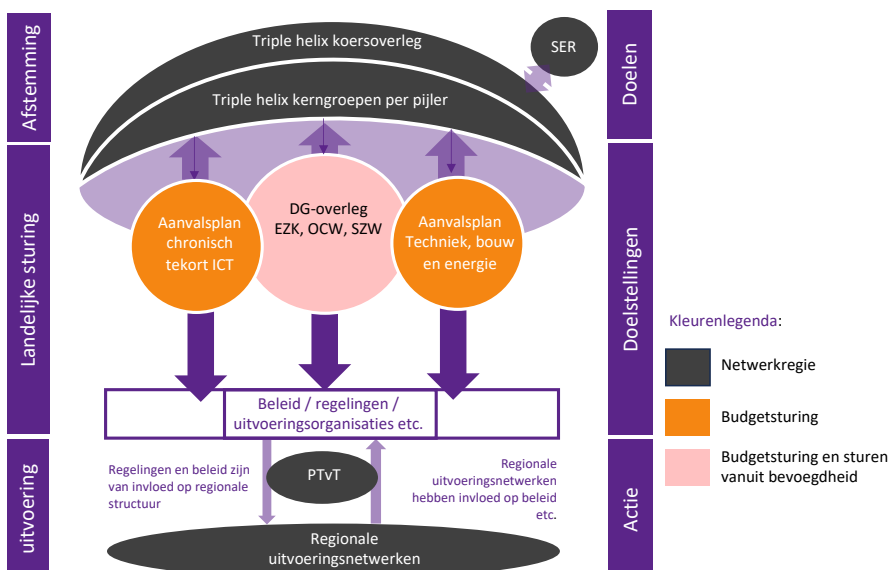 Afstemming
Landelijke sturing
uitvoering
Triple helix koersoverleg
SER
Triple helix kerngroepen per pijler
Aanvalsplan
chronisch
tekort ICT
DG-overleg
EZK, OCW, SZW
Aanvalsplan
Techniek, bouw
en energie
Beleid / regelingen /
uitvoeringsorganisaties etc.
Regelingen en beleid zijn
van invloed op regionale
structuur
PTvT
Regionale
uitvoeringsnetwerken
hebben invloed op beleid
etc.
Regionale
uitvoeringsnetwerken
Doelen
Doelstellingen
Actie
Kleurenlegenda:
Netwerkregie
Budgetsturing
Budgetsturing en sturen
vanuit bevoegdheid